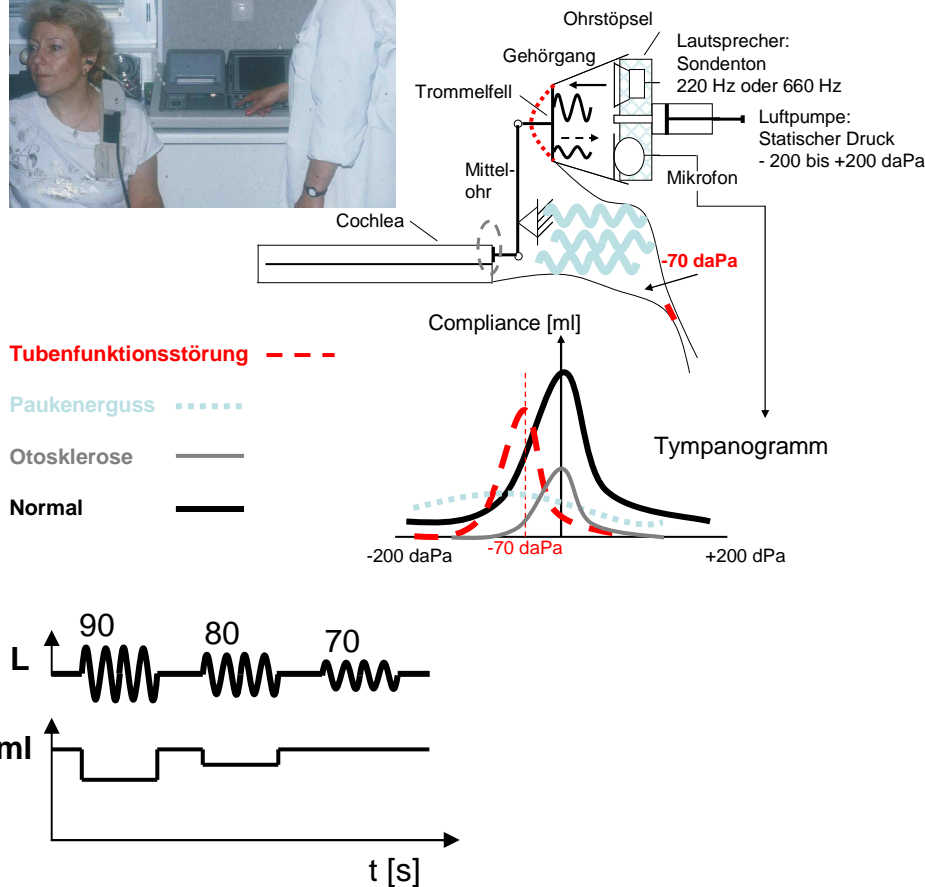 Ohrstöpsel
Gehörgang
Lautsprecher:
Sondenton
220 Hz oder 660 Hz
Trommelfell
Luftpumpe:
Statischer Druck
- 200 bis +200 daPa
Mittel-
ohr
Mikrofon
Cochlea
-70 daPa
Compliance [ml]
Tubenfunktionsstörung
Paukenerguss
Otosklerose
Normal
Tympanogramm
-200 daPa
-70 daPa
+200 dPa
90
80
70
L
ml
t [s]